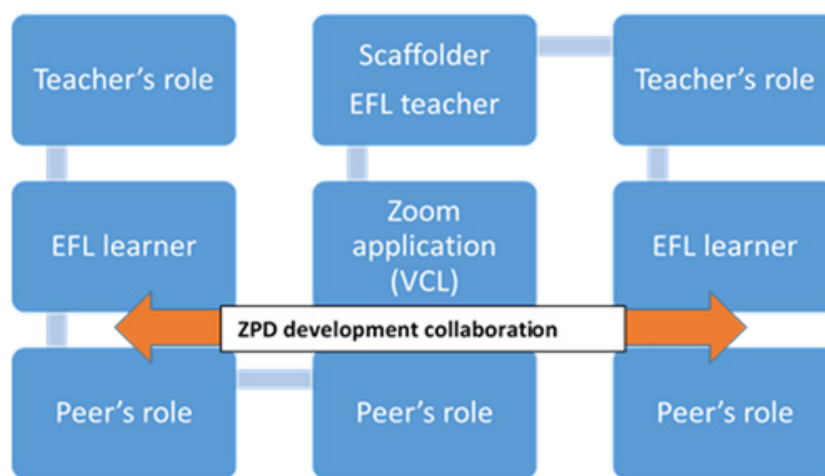 Teacher's role
Scaffolder
EFL teacher
Teacher's role
EFL learner
Zoom
application
(VCL)
EFL learner
ZPD development collaboration
Peer's role
Peer's role
Peer's role